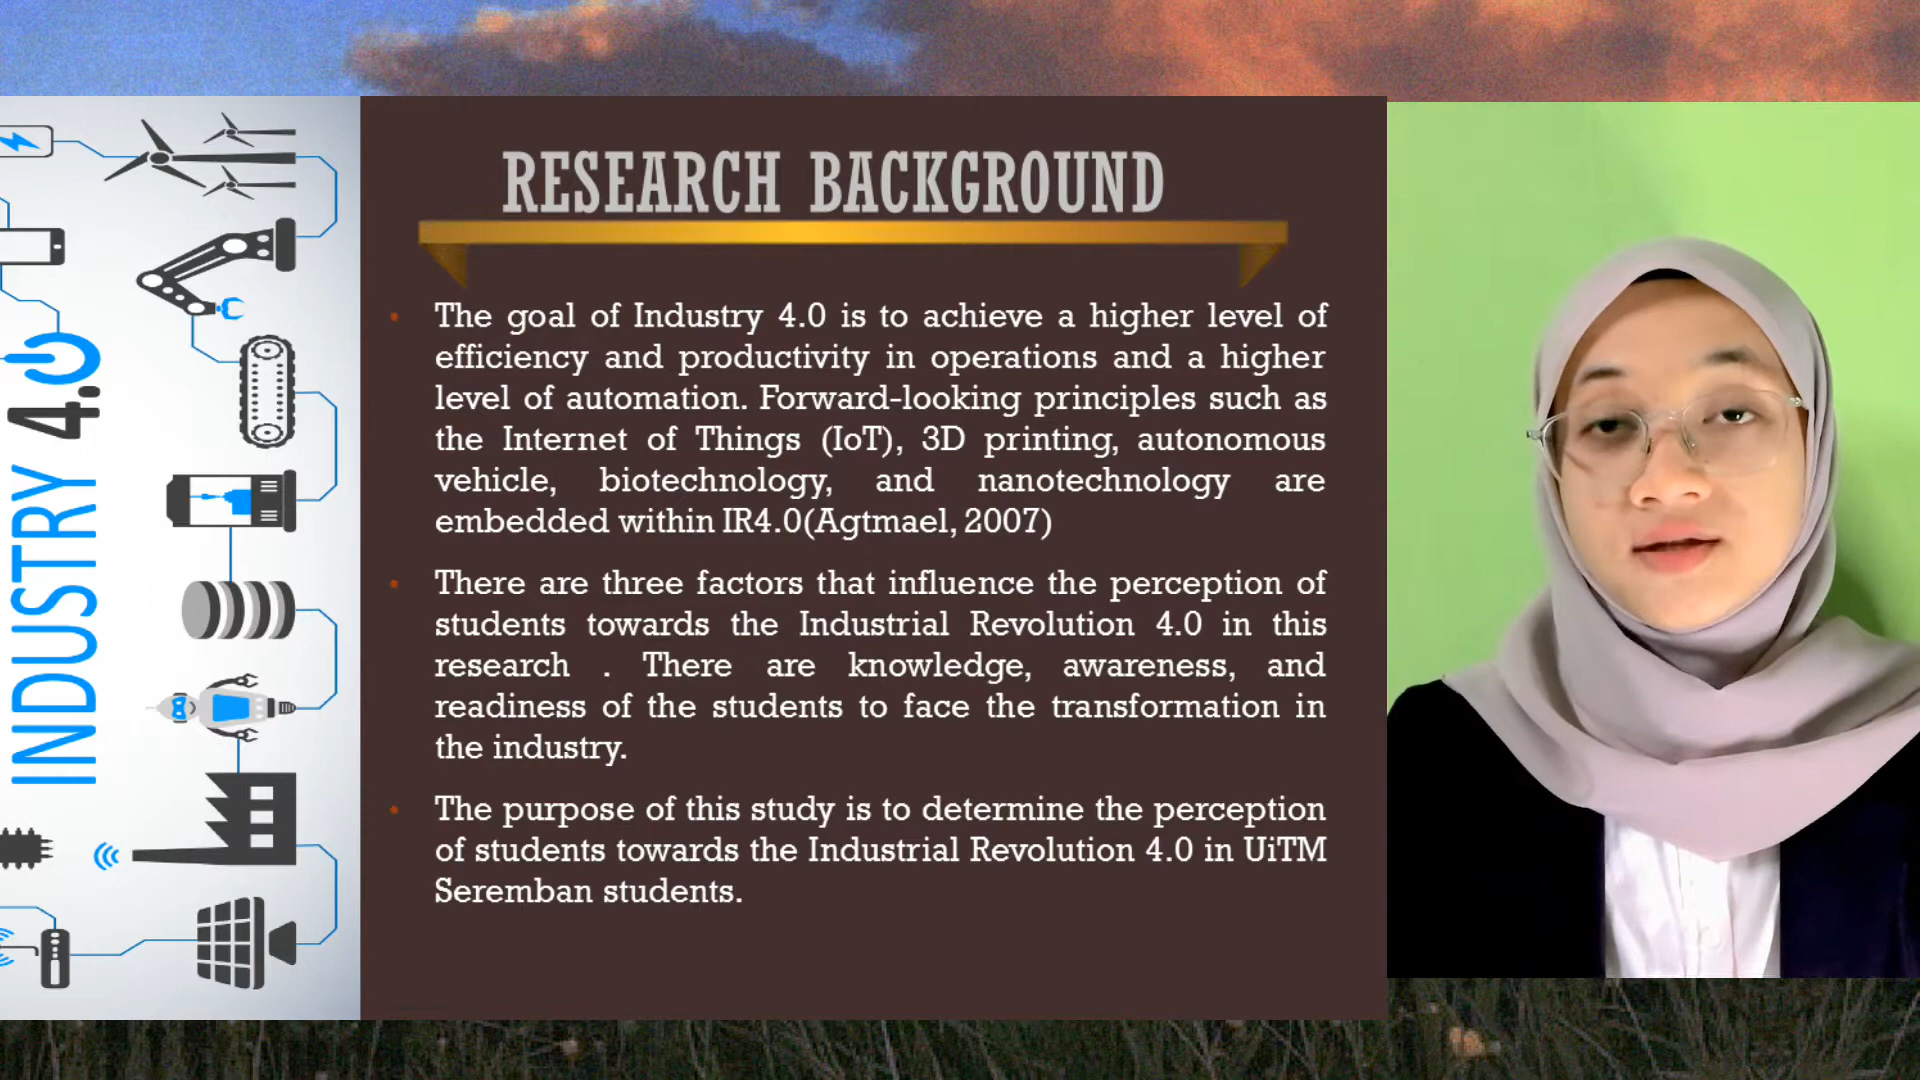 INDUSTRY 4.0
RESEARCH BACKGROUND
The goal of Industry 4.0 is to achieve a higher level of
efficiency and productivity in operations and a higher
level of automation. Forward-looking principles such as
the Internet of Things (IoT), 3D printing, autonomous
vehicle, biotechnology, and nanotechnology are
embedded within IR4.0(Agtmael, 2007)
There are three factors that influence the perception of
students towards the Industrial Revolution 4.0 in this
research . There are knowledge, awareness, and
readiness of the students to face the transformation in
the industry.
The purpose of this study is to determine the perception
of students towards the Industrial Revolution 4.0 in UiTM
Seremban students.